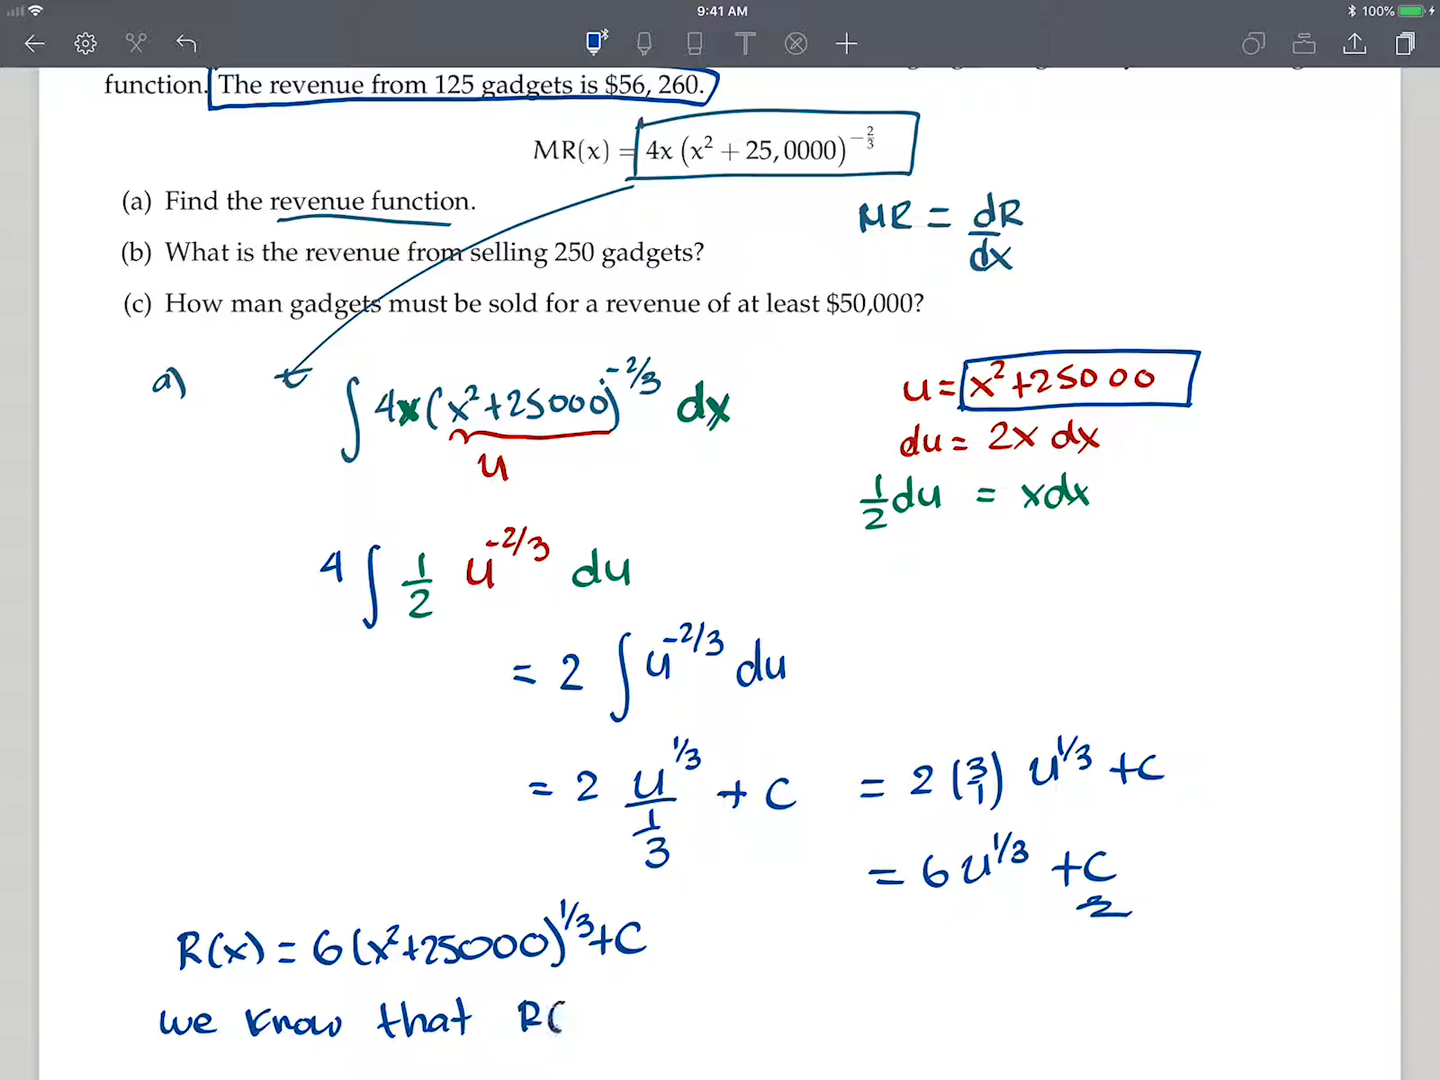 9:41 AM
100%
function. The revenue from 125 gadgets is $56, 260.
MR(x) = 4x (x² + 25,0000)^{-2/3}
(a) Find the revenue function.
MR = dR/dx
(b) What is the revenue from selling 250 gadgets?
(c) How man gadgets must be sold for a revenue of at least $50,000?
a) ∫ 4x (x²+25000)^{-2/3} dx
u
u = x²+25000
du = 2x dx
1/2 du = xdx
4 ∫ 1/2 u^{-2/3} du
= 2 ∫ u^{-2/3} du
= 2 u^{1/3}/(1/3) + C = 2 (3/1) u^{1/3} + C
= 6 u^{1/3} + C
R(x) = 6(x²+25000)^{1/3} + C
we know that R(